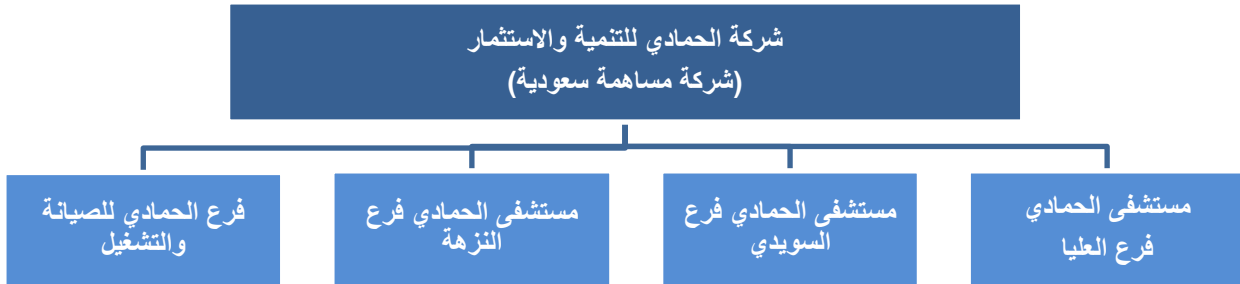 شركة الحمادي للتنمية والاستثمار
(شركة مساهمة سعودية)
مستشفى الحمادي
فرع العليا
مستشفى الحمادي فرع
السويدي
مستشفى الحمادي فرع
النزهة
فرع الحمادي للصيانة
والتشغيل